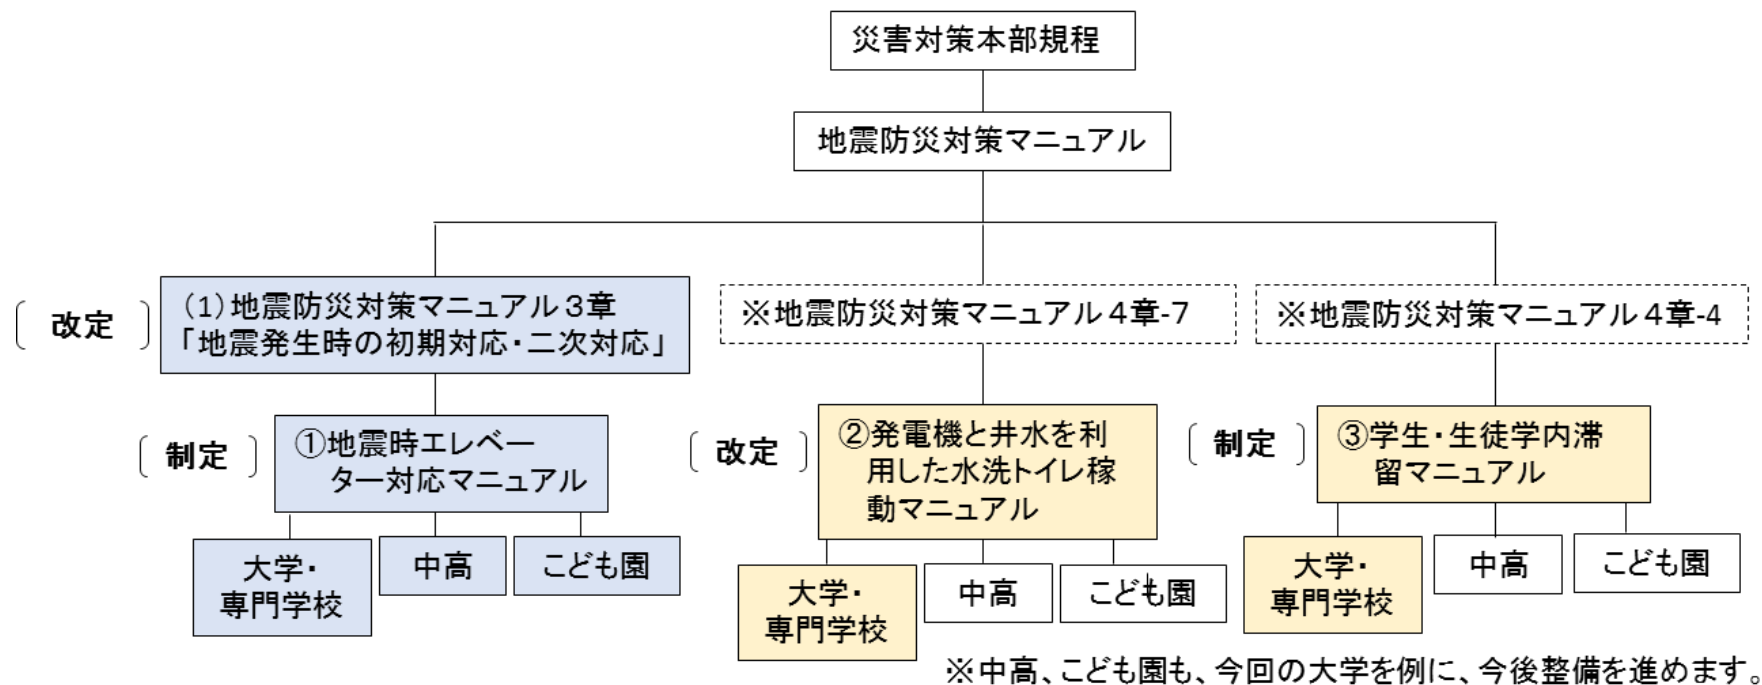 災害対策本部規程
地震防災対策マニュアル
改定
(1)地震防災対策マニュアル3章
「地震発生時の初期対応・二次対応」
※地震防災対策マニュアル4章-7
※地震防災対策マニュアル4章-4
制定
①地震時エレベー
ター対応マニュアル
改定
②発電機と井水を利
用した水洗トイレ稼
動マニュアル
制定
③学生・生徒学内滞
留マニュアル
大学・
専門学校
中高
こども園
大学・
専門学校
中高
こども園
大学・
専門学校
中高
こども園
※中高、こども園も、今回の大学を例に、今後整備を進めます。